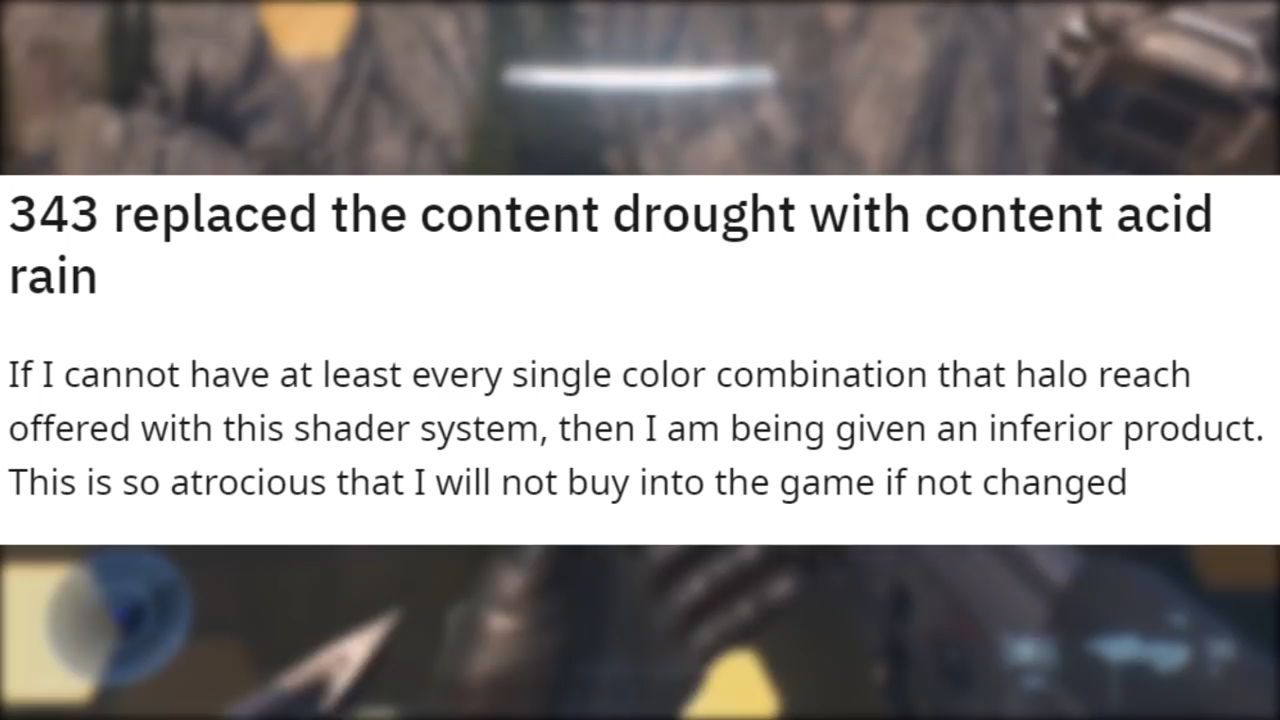 343 replaced the content drought with content acid
rain
If I cannot have at least every single color combination that halo reach
offered with this shader system, then I am being given an inferior product.
This is so atrocious that I will not buy into the game if not changed